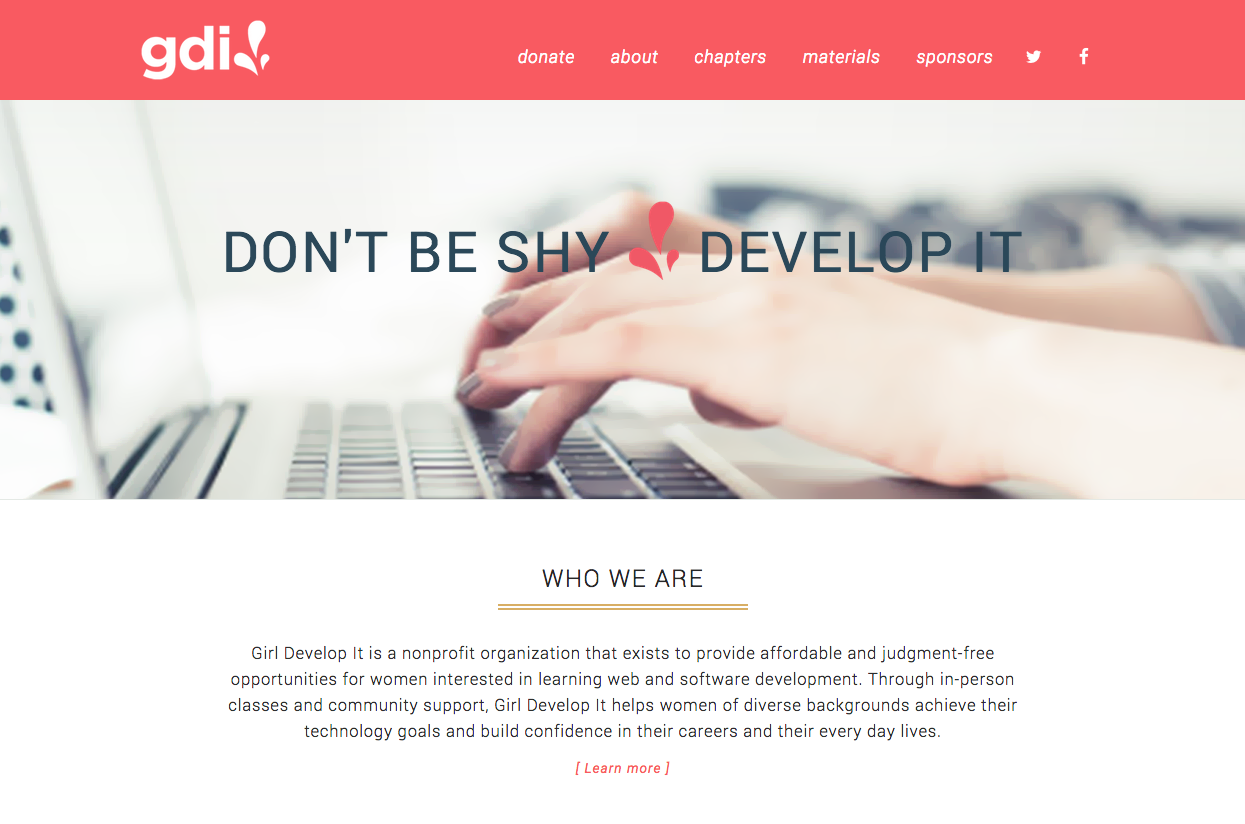 gdi
donate about chapters materials sponsors
DON'T BE SHY DEVELOP IT
WHO WE ARE
Girl Develop It is a nonprofit organization that exists to provide affordable and judgment-free
opportunities for women interested in learning web and software development. Through in-person
classes and community support, Girl Develop It helps women of diverse backgrounds achieve their
technology goals and build confidence in their careers and their every day lives.
[ Learn more ]